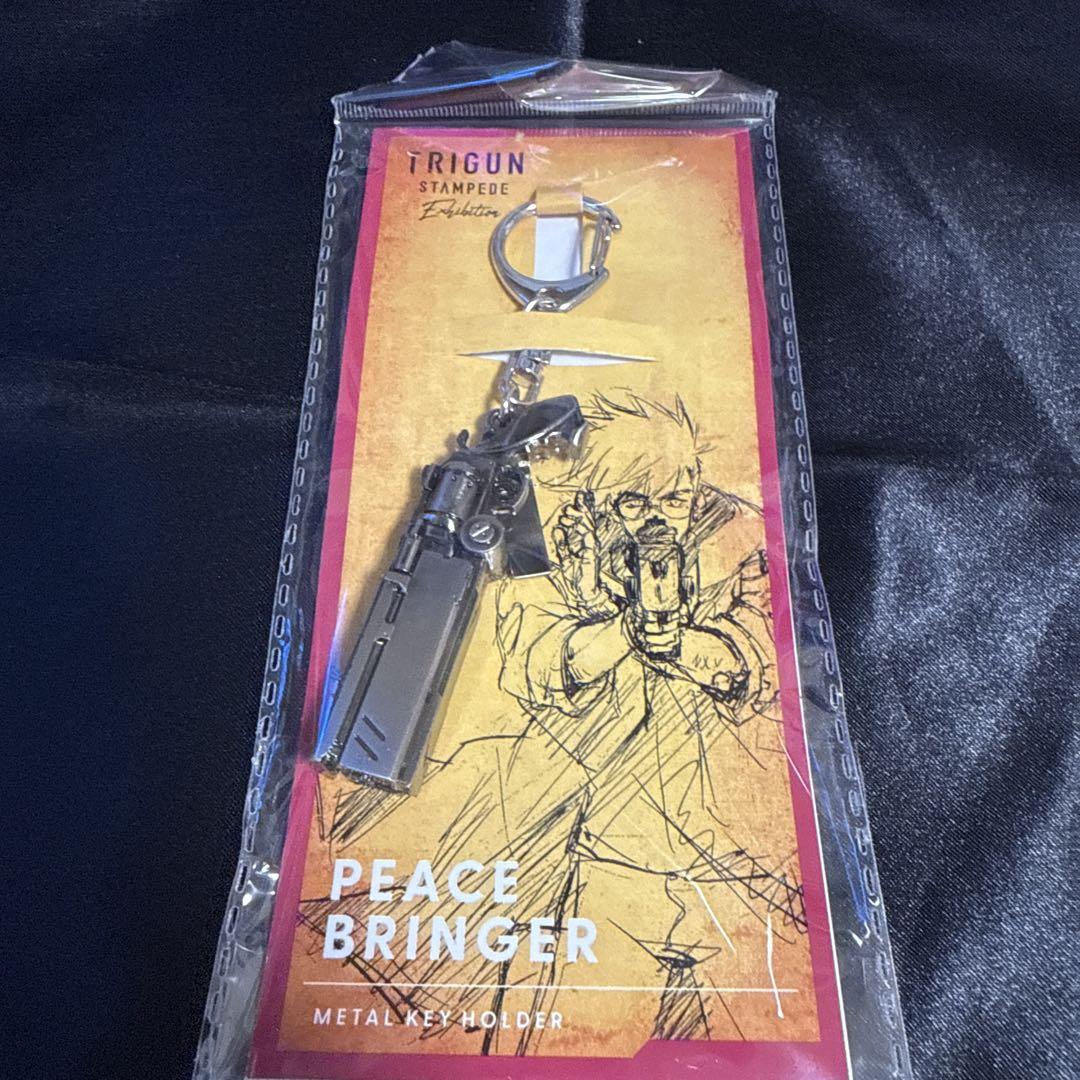 TRIGUN
STAMPEDE
Exhibition
PEACE
BRINGER
METAL KEY HOLDER